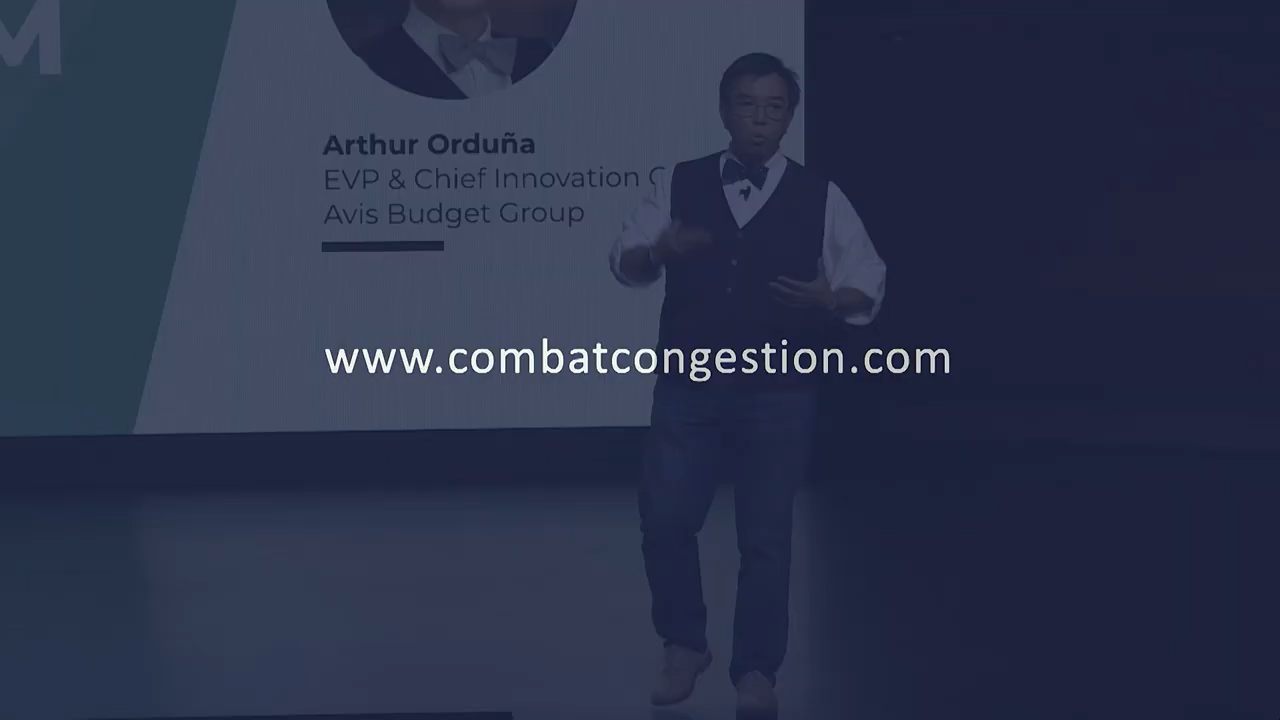 M
Arthur Orduña
EVP & Chief Innovation
Avis Budget Group
www.combatcongestion.com